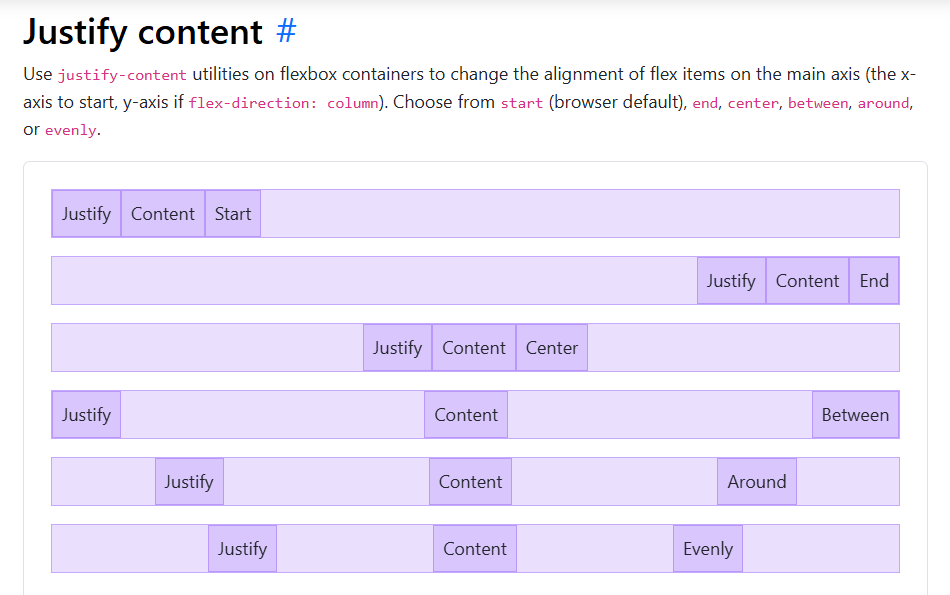 Justify content #
Use justify-content utilities on flexbox containers to change the alignment of flex items on the main axis (the x-
axis to start, y-axis if flex-direction: column). Choose from start (browser default), end, center, between, around,
or evenly.
Justify Content Start
Justify Content End
Justify Content Center
Justify Content Between
Justify Content Around
Justify Content Evenly